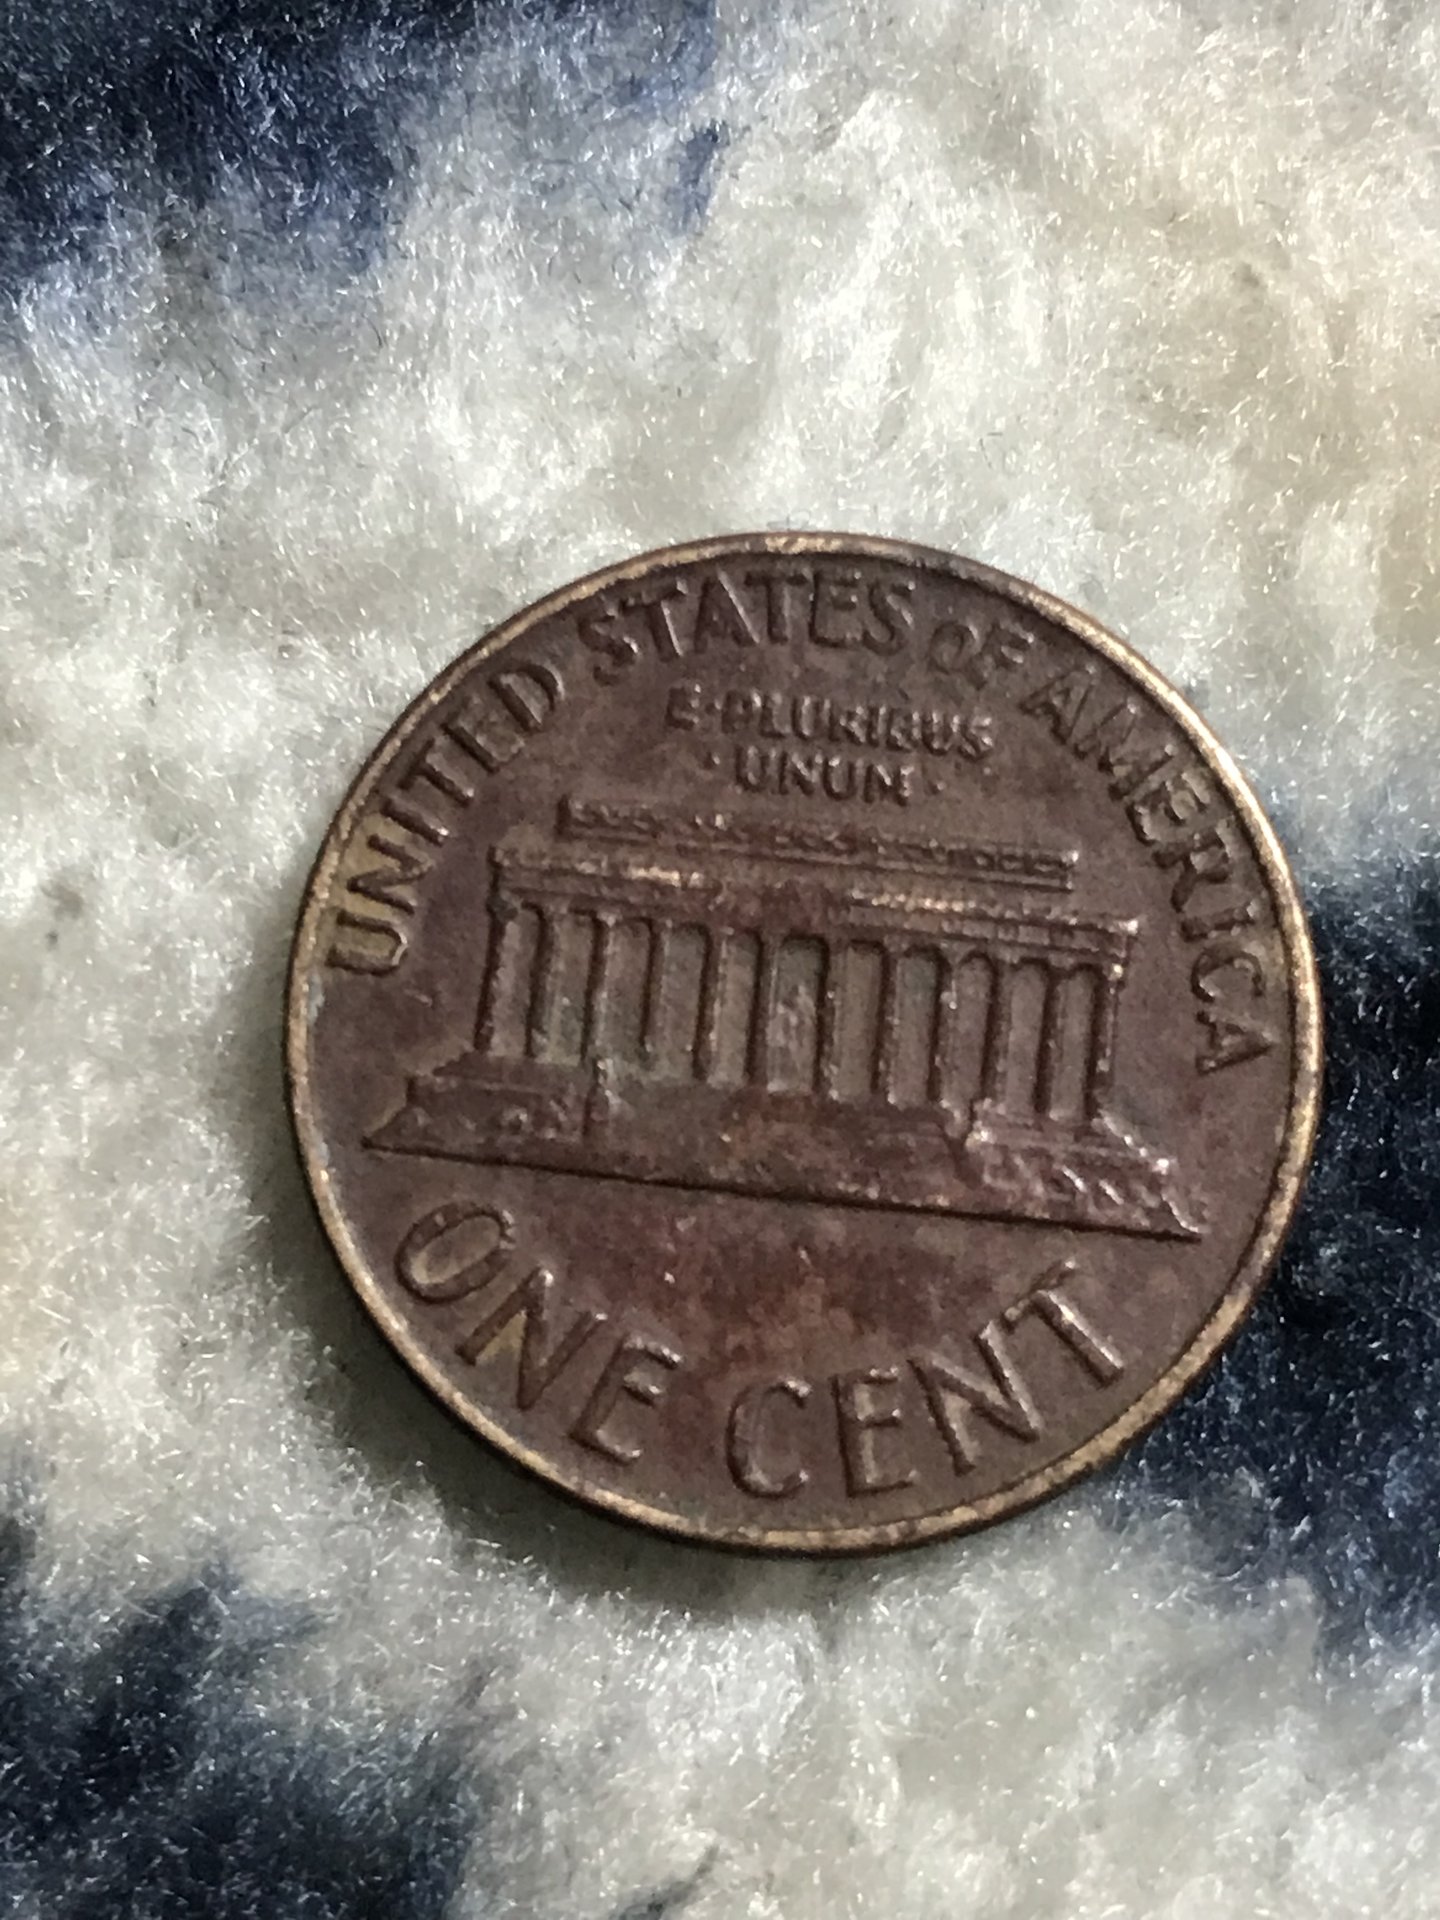 UNITED STATES OF AMERICA
E·PLURIBUS
·UNUM·
ONE CENT